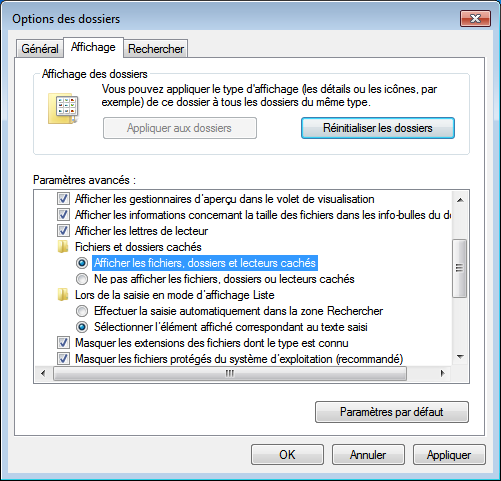 Options des dossiers
Général
Affichage
Rechercher
Affichage des dossiers
Vous pouvez appliquer le type d'affichage (les détails ou les icônes, par
exemple) de ce dossier à tous les dossiers du même type.
Appliquer aux dossiers
Réinitialiser les dossiers
Paramètres avancés :
Afficher les gestionnaires d'aperçu dans le volet de visualisation
Afficher les informations concernant la taille des fichiers dans les info-bulles du d
Afficher les lettres de lecteur
Fichiers et dossiers cachés
Afficher les fichiers, dossiers et lecteurs cachés
Ne pas afficher les fichiers, dossiers ou lecteurs cachés
Lors de la saisie en mode d'affichage Liste
Effectuer la saisie automatiquement dans la zone Rechercher
Sélectionner l'élément affiché correspondant au texte saisi
Masquer les extensions des fichiers dont le type est connu
Masquer les fichiers protégés du système d'exploitation (recommandé)
Paramètres par défaut
OK
Annuler
Appliquer